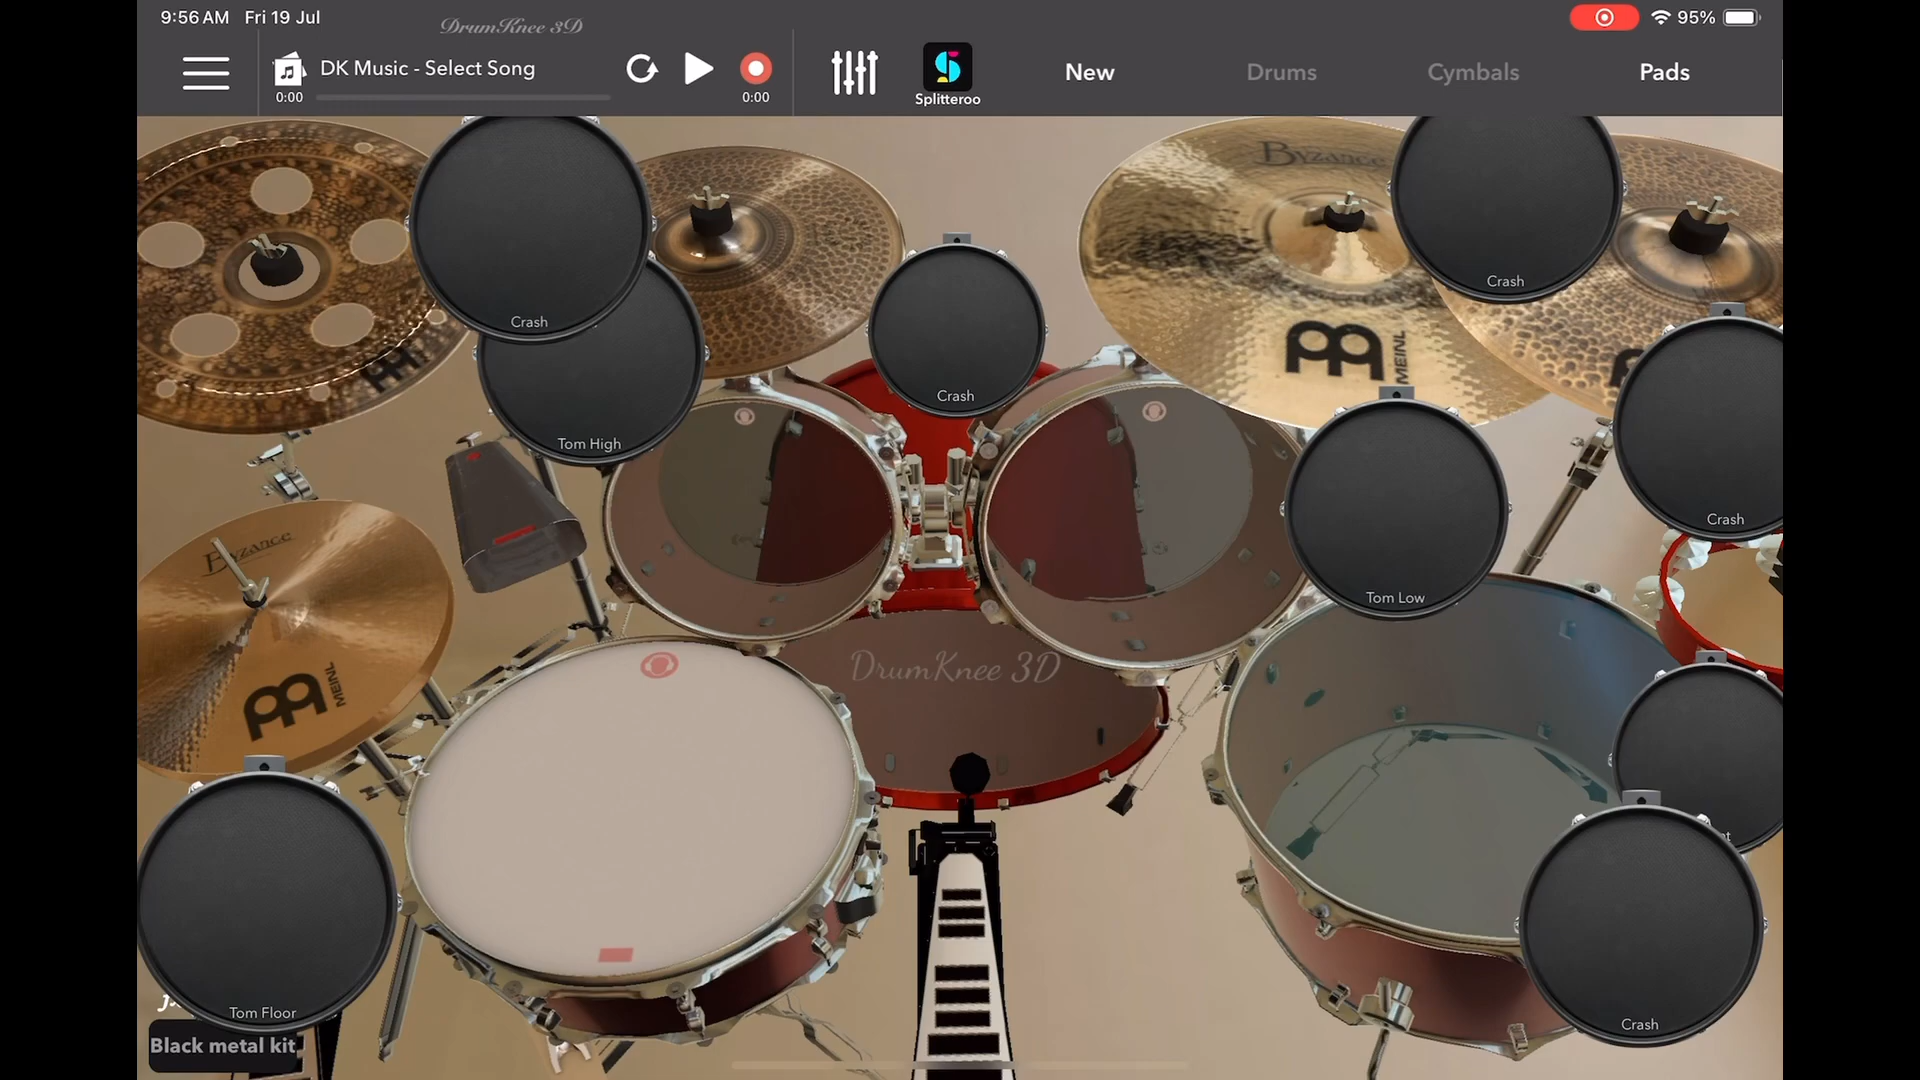 9:56 AM Fri 19 Jul
95%
DrumKnee 3D
DK Music - Select Song
0:00
0:00
Splitteroo
New
Drums
Cymbals
Pads
Byzance
Crash
Crash
Crash
MEINL
Tom High
Crash
Byzance
Tom Low
DrumKnee 3D
MEINL
Tom Floor
Crash
Black metal kit